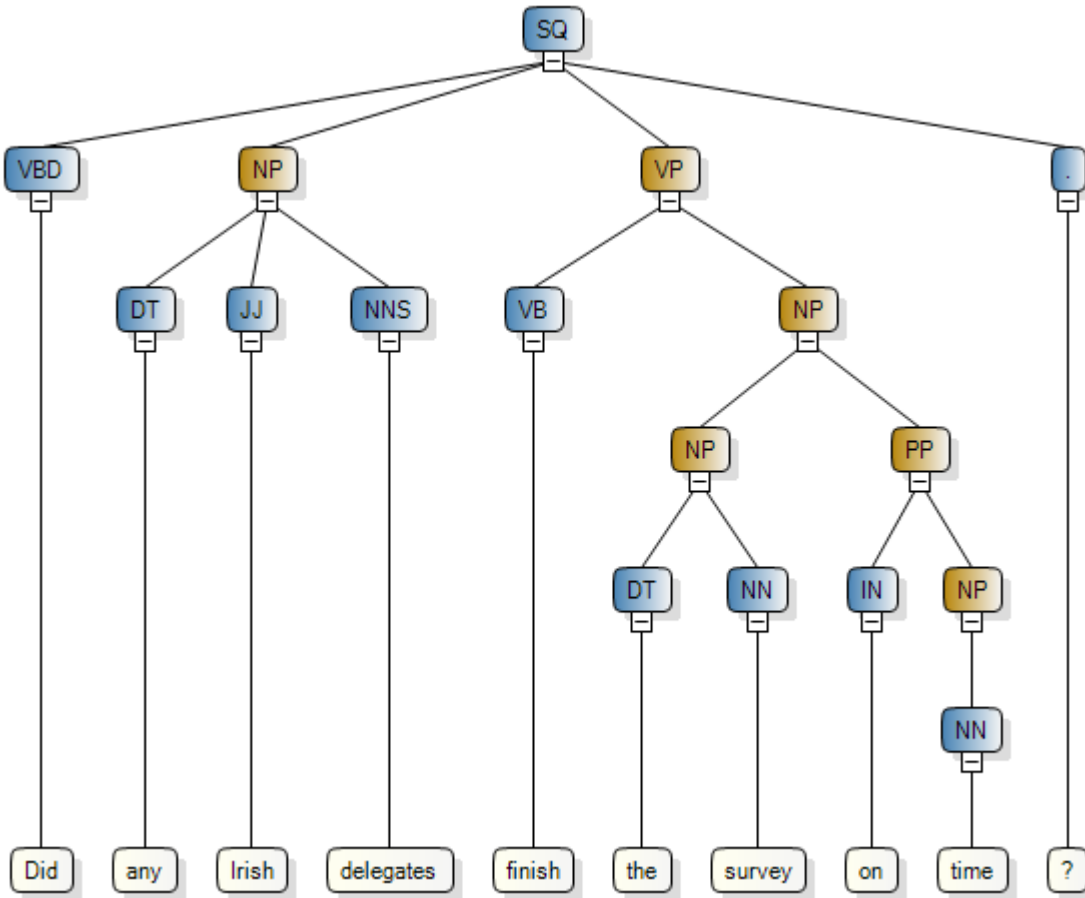 SQ
VBD NP VP .
DT JJ NNS VB NP
NP PP
DT NN IN NP
NN
Did any Irish delegates finish the survey on time ?